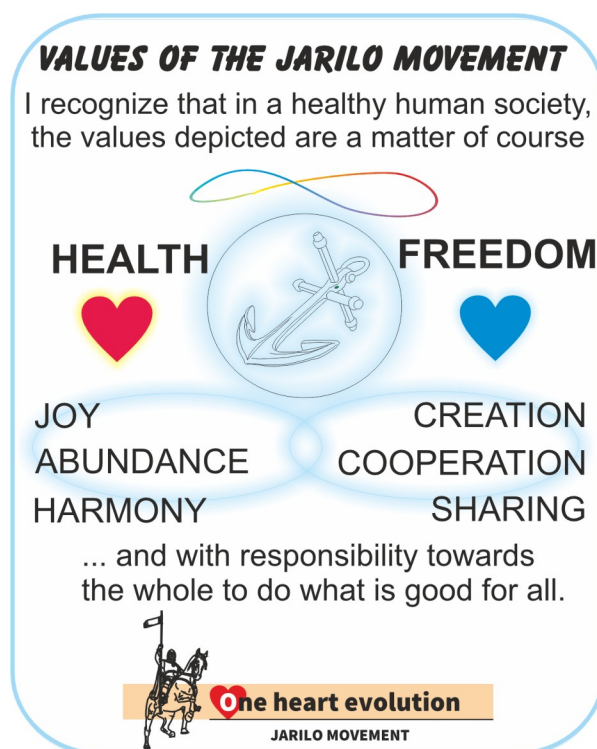 VALUES OF THE JARILO MOVEMENT
I recognize that in a healthy human society,
the values depicted are a matter of course
HEALTH
FREEDOM
JOY
CREATION
ABUNDANCE
COOPERATION
HARMONY
SHARING
... and with responsibility towards
the whole to do what is good for all.
One heart evolution
JARILO MOVEMENT